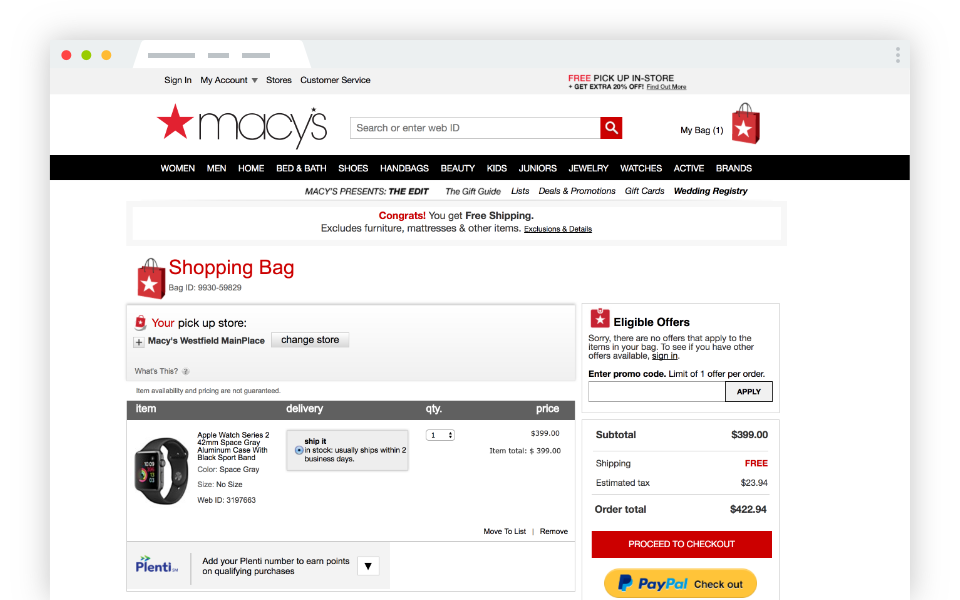 Sign In My Account ▼ Stores Customer Service
FREE PICK UP IN-STORE
+ GET EXTRA 20% OFF! Find Out More
macy's
Search or enter web ID
My Bag (1)
WOMEN MEN HOME BED & BATH SHOES HANDBAGS BEAUTY KIDS JUNIORS JEWELRY WATCHES ACTIVE BRANDS
MACY'S PRESENTS: THE EDIT The Gift Guide Lists Deals & Promotions Gift Cards Wedding Registry
Congrats! You get Free Shipping.
Excludes furniture, mattresses & other items. Exclusions & Details
Shopping Bag
Bag ID: 9930-59829
Your pick up store:
+ Macy's Westfield MainPlace change store
What's This? ?
Item availability and pricing are not guaranteed.
item delivery qty. price
Apple Watch Series 2
42mm Space Gray
Aluminum Case With
Black Sport Band
Color: Space Gray
Size: No Size
Web ID: 3197663
ship it
in stock: usually ships within 2
business days.
1
$399.00
Item total: $ 399.00
Move To List | Remove
Plenti
Add your Plenti number to earn points
on qualifying purchases
▼
Eligible Offers
Sorry, there are no offers that apply to the
items in your bag. To see if you have other
offers available, sign in.
Enter promo code. Limit of 1 offer per order.
APPLY
Subtotal $399.00
Shipping FREE
Estimated tax $23.94
Order total $422.94
PROCEED TO CHECKOUT
PayPal Check out